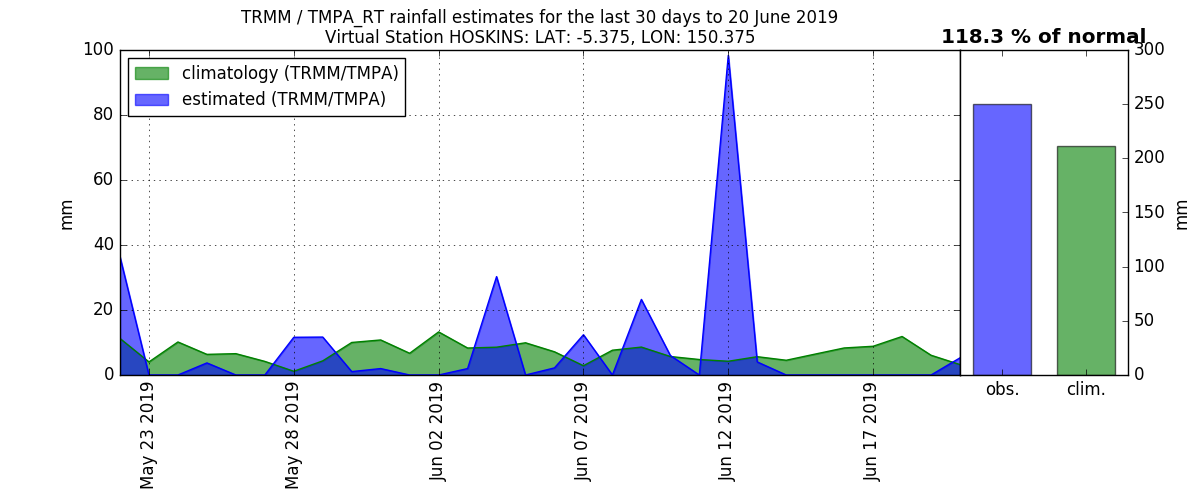 TRMM / TMPA_RT rainfall estimates for the last 30 days to 20 June 2019
Virtual Station HOSKINS: LAT: -5.375, LON: 150.375
118.3 % of normal
climatology (TRMM/TMPA)
estimated (TRMM/TMPA)
mm
100
80
60
40
20
0
May 23 2019
May 28 2019
Jun 02 2019
Jun 07 2019
Jun 12 2019
Jun 17 2019
obs.
clim.
300
250
200
150
100
50
0
mm